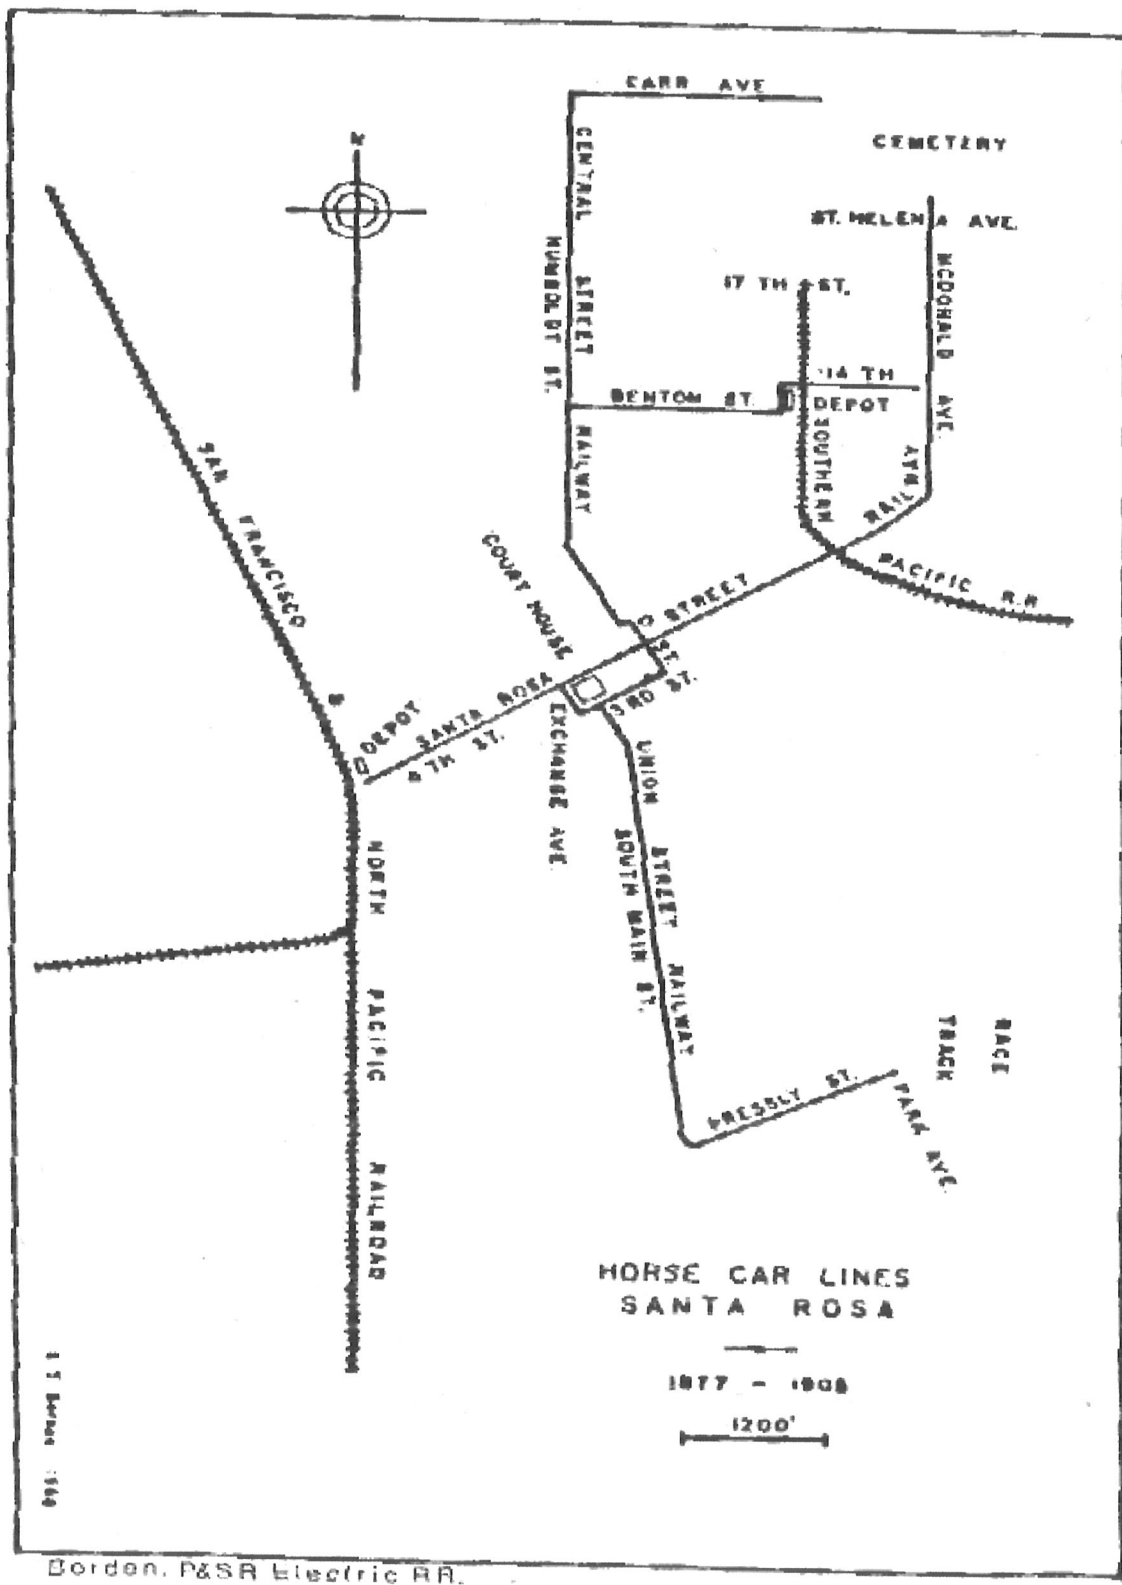 CARR AVE
CEMETERY
N
ST. HELENA AVE.
17 TH ST.
CENTRAL STREET RAILWAY
HUMBOLDT ST.
MCDONALD AVE.
14 TH
BENTON ST.
DEPOT
SOUTHERN PACIFIC R.R
SAN FRANCISCO & NORTH PACIFIC RAILROAD
COURT HOUSE
SANTA ROSA STREET RAILWAY
D ST.
3RD ST.
DEPOT
4 TH ST.
EXCHANGE AVE.
UNION STREET RAILWAY
SOUTH MAIN ST.
RACE
TRACK
PRESSLY ST.
PARK AVE.
HORSE CAR LINES
SANTA ROSA
1877 -
1200'
Borden. P&SR Electric RR.